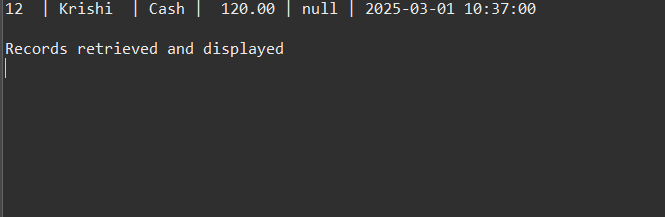 12  | Krishi  | Cash |  120.00 | null | 2025-03-01 10:37:00
Records retrieved and displayed